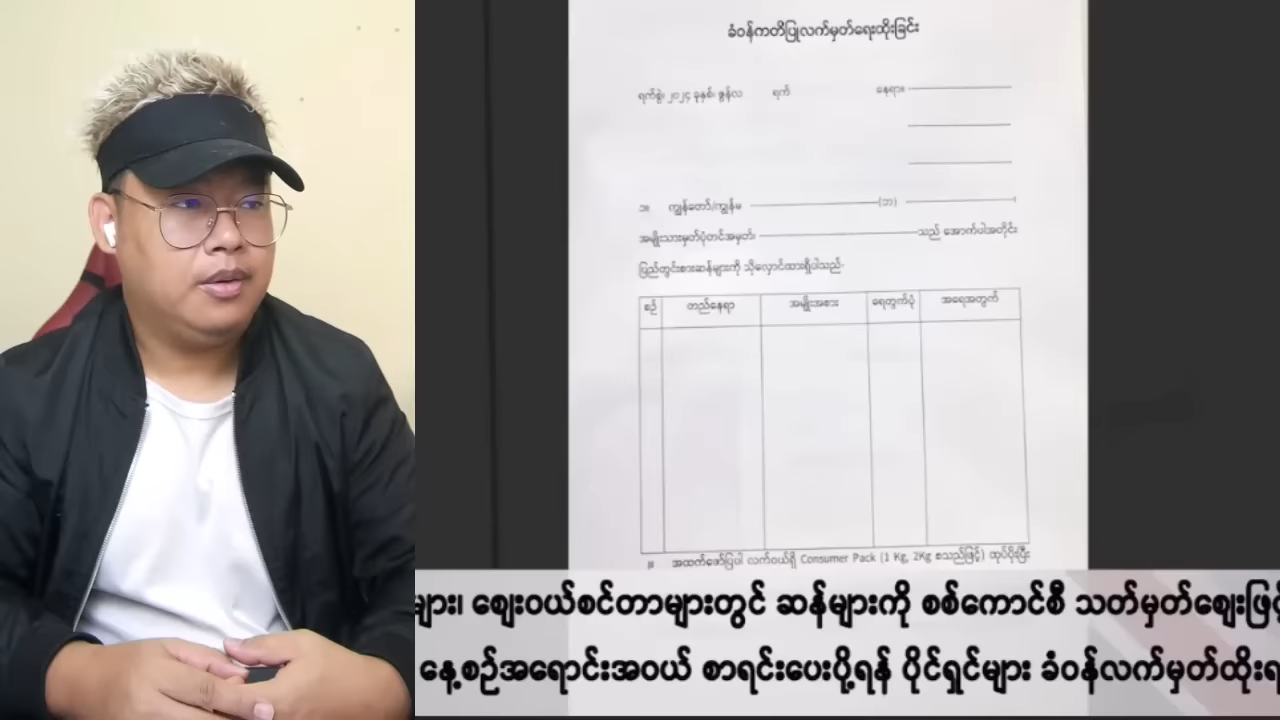 ခံဝန်ကတိပြုလက်မှတ်ရေးထိုးခြင်း
ရက်စွဲ၊ ၂၀၂၄ ခုနှစ်၊ ဇွန်လ ရက်
နေရာ။
၁။ ကျွန်တော်/ကျွန်မ (ဘ)
အမျိုးသားမှတ်ပုံတင်အမှတ်၊ သည် အောက်ပါအတိုင်း
ပြည်တွင်းစားဆန်များကို သိုလှောင်ထားရှိပါသည်-
စဉ် တည်နေရာ အမျိုးအစား ရေတွက်ပုံ အရေအတွက်
၂။ အထက်ဖော်ပြပါ လက်ဝယ်ရှိ Consumer Pack (1 Kg, 2Kg စသည်ဖြင့်) ထုပ်ပိုးပြီး
များ၊ ဈေးဝယ်စင်တာများတွင် ဆန်များကို စစ်ကောင်စီ သတ်မှတ်ဈေးဖြင့်
နေ့စဉ်အရောင်းအဝယ် စာရင်းပေးပို့ရန် ပိုင်ရှင်များ ခံဝန်လက်မှတ်ထိုးရ